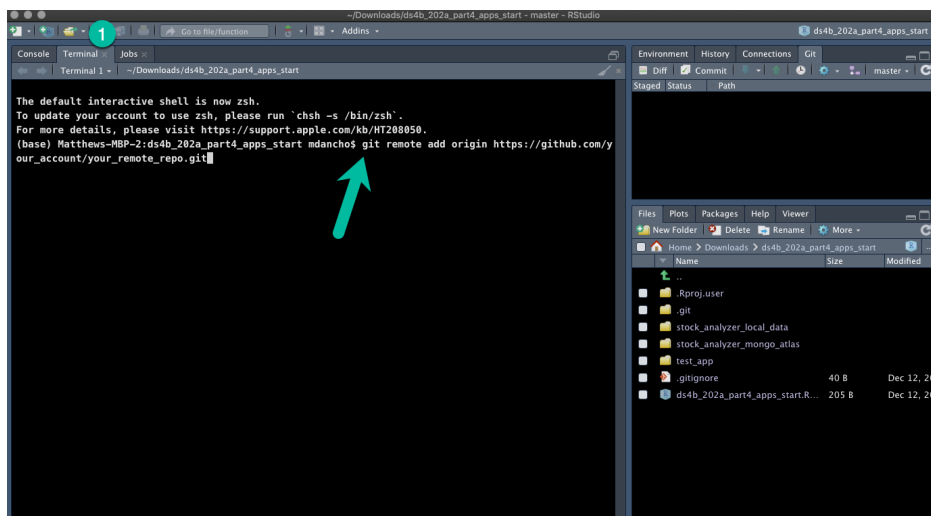 ~/Downloads/ds4b_202a_part4_apps_start - master - RStudio
1
Go to file/function
Addins
ds4b_202a_part4_apps_start
Console Terminal Jobs
Terminal 1 ~/Downloads/ds4b_202a_part4_apps_start
The default interactive shell is now zsh.
To update your account to use zsh, please run `chsh -s /bin/zsh`.
For more details, please visit https://support.apple.com/kb/HT208050.
(base) Matthews-MBP-2:ds4b_202a_part4_apps_start mdancho$ git remote add origin https://github.com/y
our_account/your_remote_repo.git
Environment History Connections Git
Diff Commit master
Staged Status Path
Files Plots Packages Help Viewer
New Folder Delete Rename More
Home Downloads ds4b_202a_part4_apps_start
Name Size Modified
..
.Rproj.user
.git
stock_analyzer_local_data
stock_analyzer_mongo_atlas
test_app
.gitignore 40 B Dec 12, 2
ds4b_202a_part4_apps_start.R... 205 B Dec 12, 2